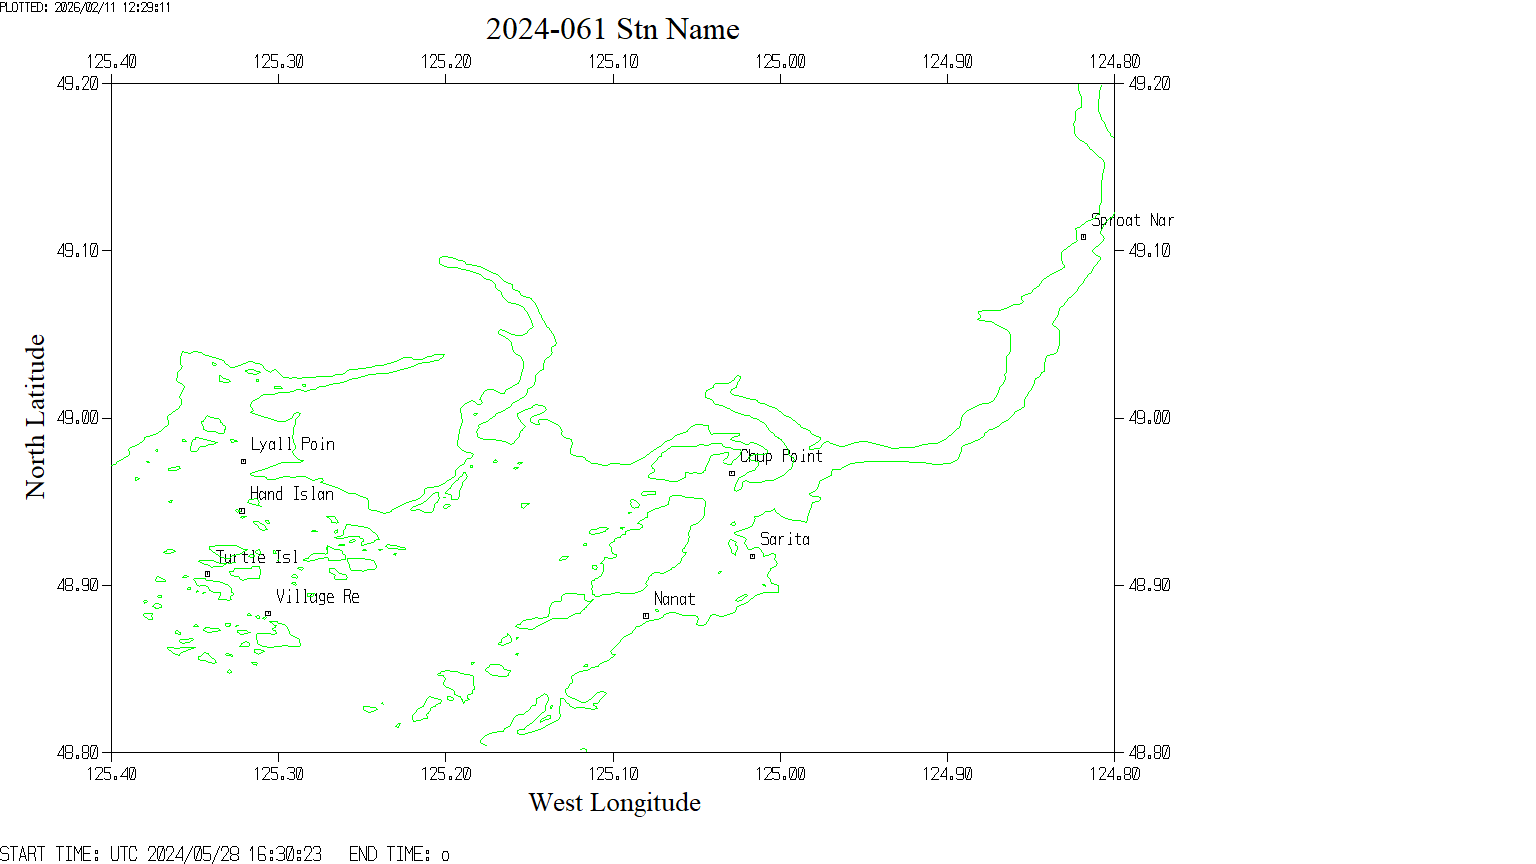 PLOTTED: 2026/02/11 12:29:11
2024-061 Stn Name
125.40 125.30 125.20 125.10 125.00 124.90 124.80
49.20 49.20
Sproat Nar
49.10 49.10
North Latitude
49.00 49.00
Lyall Poin
Chup Point
Hand Islan
Sarita
Turtle Isl
48.90 48.90
Village Re
Nanat
48.80 48.80
125.40 125.30 125.20 125.10 125.00 124.90 124.80
West Longitude
START TIME: UTC 2024/05/28 16:30:23 END TIME: o